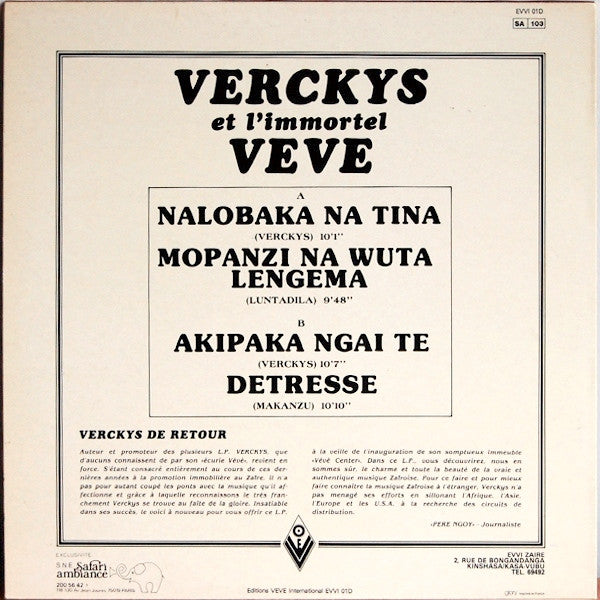 EVVI 01D
SA 103
VERCKYS
et l'immortel
VEVE
A
NALOBAKA NA TINA
(VERCKYS) 10'1''
MOPANZI NA WUTA
LENGEMA
(LUNTADILA) 9'48''
B
AKIPAKA NGAI TE
(VERCKYS) 10'7''
DETRESSE
(MAKANZU) 10'10''
VERCKYS DE RETOUR
Auteur et promoteur des plusieurs L.P. VERCKYS, que
d'aucuns connaissent de par son «écurie Vévé», revient en
force. S'étant consacré entièrement au cours de ces der-
nières années à la promotion immobilière au Zaïre. Il n'a
pas pour autant coupé les ponts avec la musique qu'il af-
fectionne et grâce à laquelle reconnaissons le très fran-
chement Verckys se trouve au faîte de la gloire. Insatiable
dans ses succès, le voici à nouveau pour vous offrir ce L.P.
à la veille de l'inauguration de son somptueux immeuble
«Vévé Center». Dans ce L.P., vous découvrirez, nous en
sommes sûr, le charme et toute la beauté de la vraie et
authentique musique Zaïroise. Pour ce faire et pour mieux
faire connaître la musique Zaïroise à l'étranger, Verckys n'a
pas menagé ses efforts en sillonant l'Afrique, l'Asie,
l'Europe et les U.S.A. à la recherche des circuits de
distribution.
«PERE NGOY» - Journaliste
VEVE
EXCLUSIVITÉ
S.N.E. Safari
ambiance
200 56 42
Editions VEVE International EVVI 01D
EVVI ZAIRE
2, RUE DE BONGANDANGA
KINSHASA/KASA-VUBU
TEL. 69492